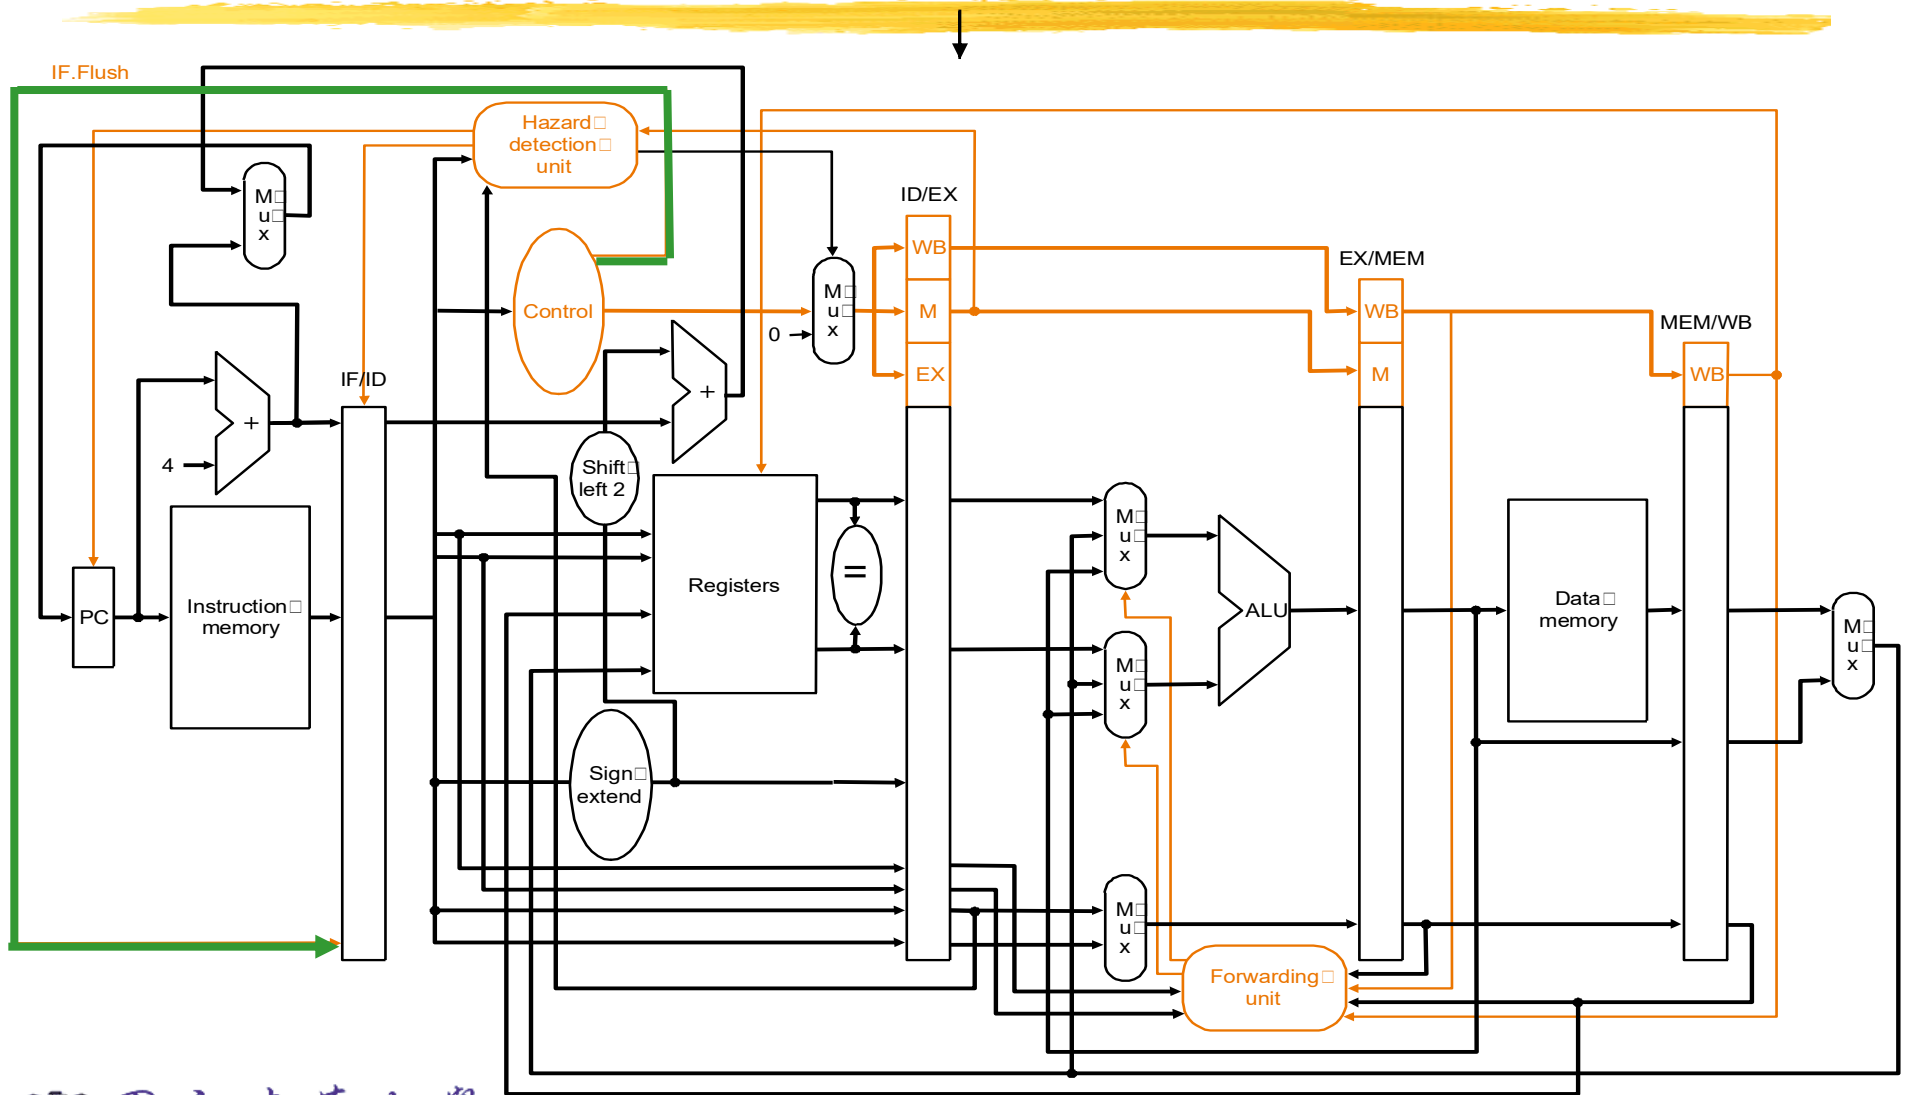 IF.Flush
Hazard
detection
unit
M
u
x
ID/EX
WB
EX/MEM
Control
M
u
x
M
WB
0
MEM/WB
IF/ID
EX
M
WB
+
+
4
Shift
left 2
M
u
x
=
Registers
PC
Instruction
memory
ALU
Data
memory
M
u
x
M
u
x
Sign
extend
M
u
x
Forwarding
unit